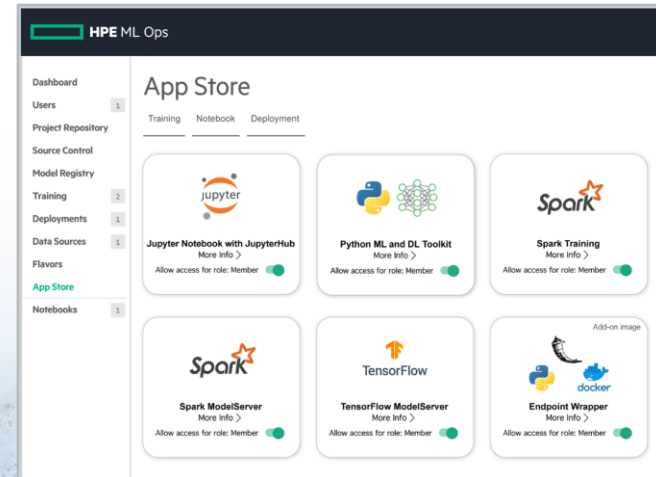 HPE ML Ops
Dashboard
Users 1
Project Repository
Source Control
Model Registry
Training 2
Deployments 1
Data Sources 1
Flavors
App Store
Notebooks 1
App Store
Training Notebook Deployment
jupyter
Jupyter Notebook with JupyterHub
More Info >
Allow access for role: Member
Python ML and DL Toolkit
More Info >
Allow access for role: Member
Spark
Spark Training
More Info >
Allow access for role: Member
Spark
Spark ModelServer
More Info >
Allow access for role: Member
TensorFlow
TensorFlow ModelServer
More Info >
Allow access for role: Member
Add-on image
docker
Endpoint Wrapper
More Info >
Allow access for role: Member